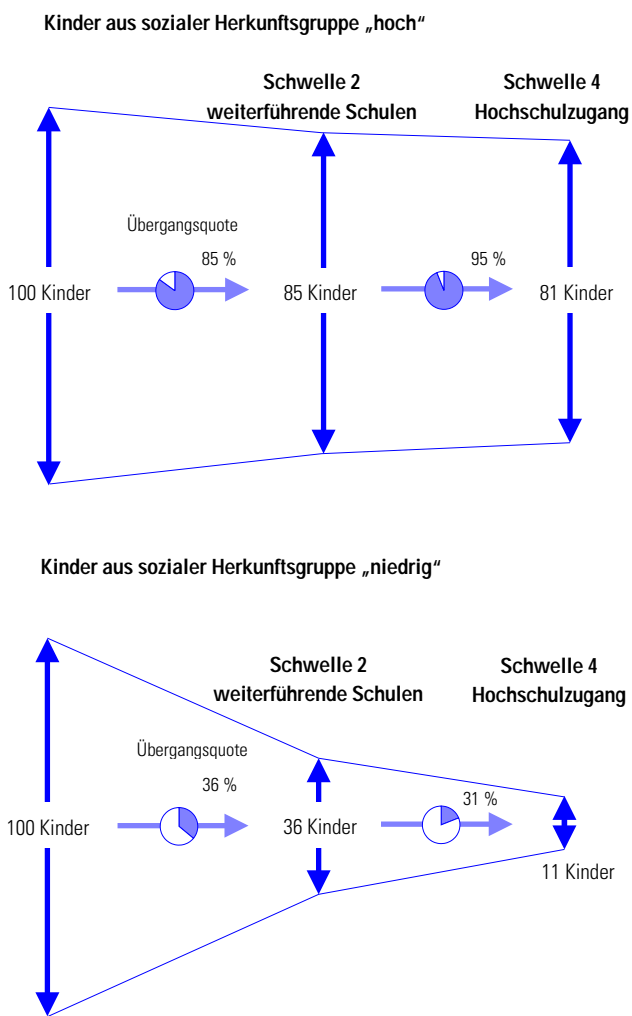 Kinder aus sozialer Herkunftsgruppe „hoch“
Schwelle 2
weiterführende Schulen
Schwelle 4
Hochschulzugang
Übergangsquote
85 %
95 %
100 Kinder
85 Kinder
81 Kinder
Kinder aus sozialer Herkunftsgruppe „niedrig“
Schwelle 2
weiterführende Schulen
Schwelle 4
Hochschulzugang
Übergangsquote
36 %
31 %
100 Kinder
36 Kinder
11 Kinder